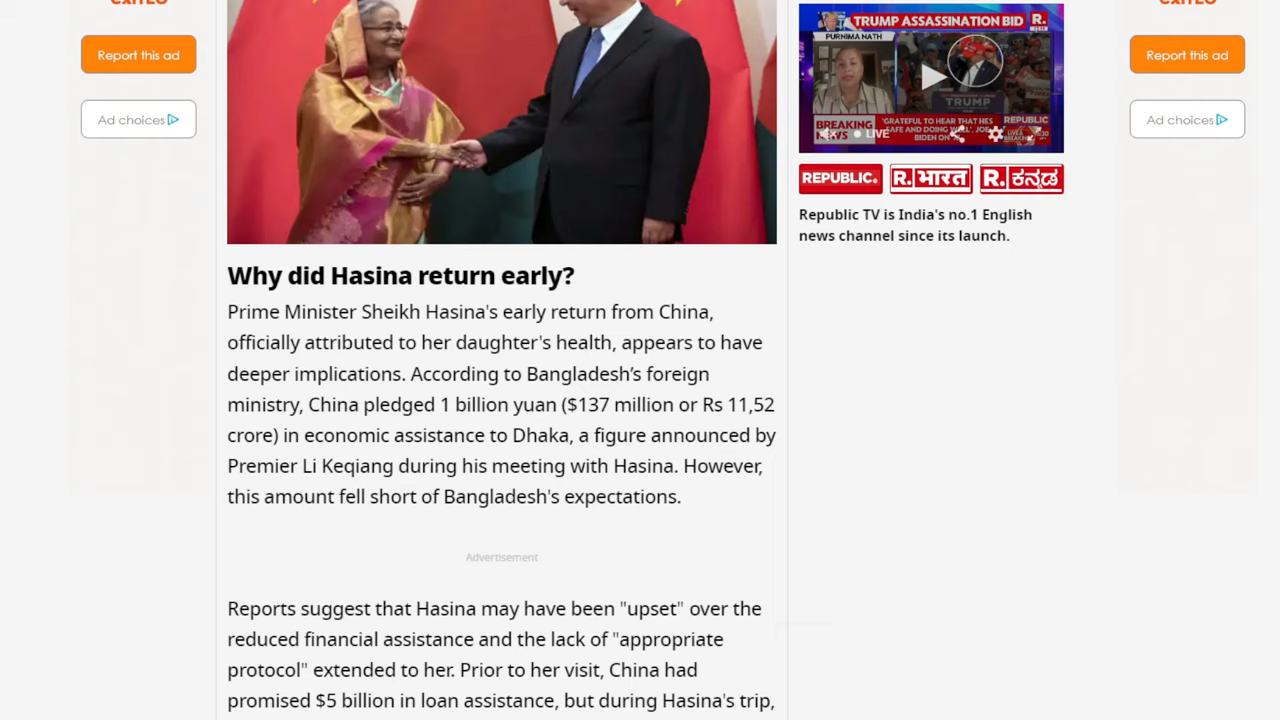 Report this ad
Ad choices
Why did Hasina return early?
Prime Minister Sheikh Hasina's early return from China,
officially attributed to her daughter's health, appears to have
deeper implications. According to Bangladesh’s foreign
ministry, China pledged 1 billion yuan ($137 million or Rs 11,52
crore) in economic assistance to Dhaka, a figure announced by
Premier Li Keqiang during his meeting with Hasina. However,
this amount fell short of Bangladesh's expectations.
Advertisement
Reports suggest that Hasina may have been "upset" over the
reduced financial assistance and the lack of "appropriate
protocol" extended to her. Prior to her visit, China had
promised $5 billion in loan assistance, but during Hasina's trip,
TRUMP ASSASSINATION BID
R.
PURNIMA NATH
TRUMP
BREAKING
NEWS
'GRATEFUL TO HEAR THAT HE'S
SAFE AND DOING WELL', JOE
BIDEN ON
REPUBLIC
LIVE
REPUBLIC.
R.भारत
R.ಕನ್ನಡ
Republic TV is India's no.1 English
news channel since its launch.
Report this ad
Ad choices